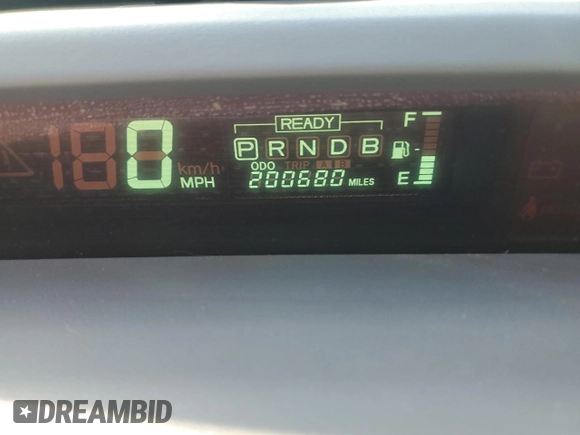 READY
F
188 km/h
MPH
P R N D B
ODO TRIP A B
200680 MILES
E
DREAMBID